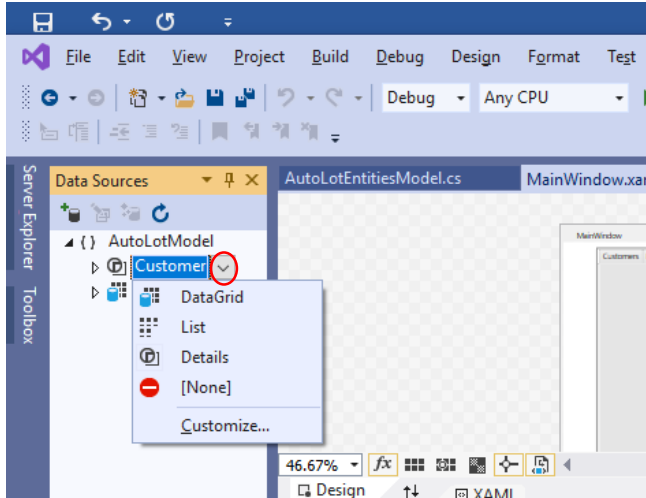 File Edit View Project Build Debug Design Format Test
Debug Any CPU
Server Explorer
Toolbox
Data Sources
AutoLotEntitiesModel.cs
MainWindow.xa
{ } AutoLotModel
Customer
DataGrid
List
Details
[None]
Customize...
MainWindow
Customers
46.67% fx
Design XAML